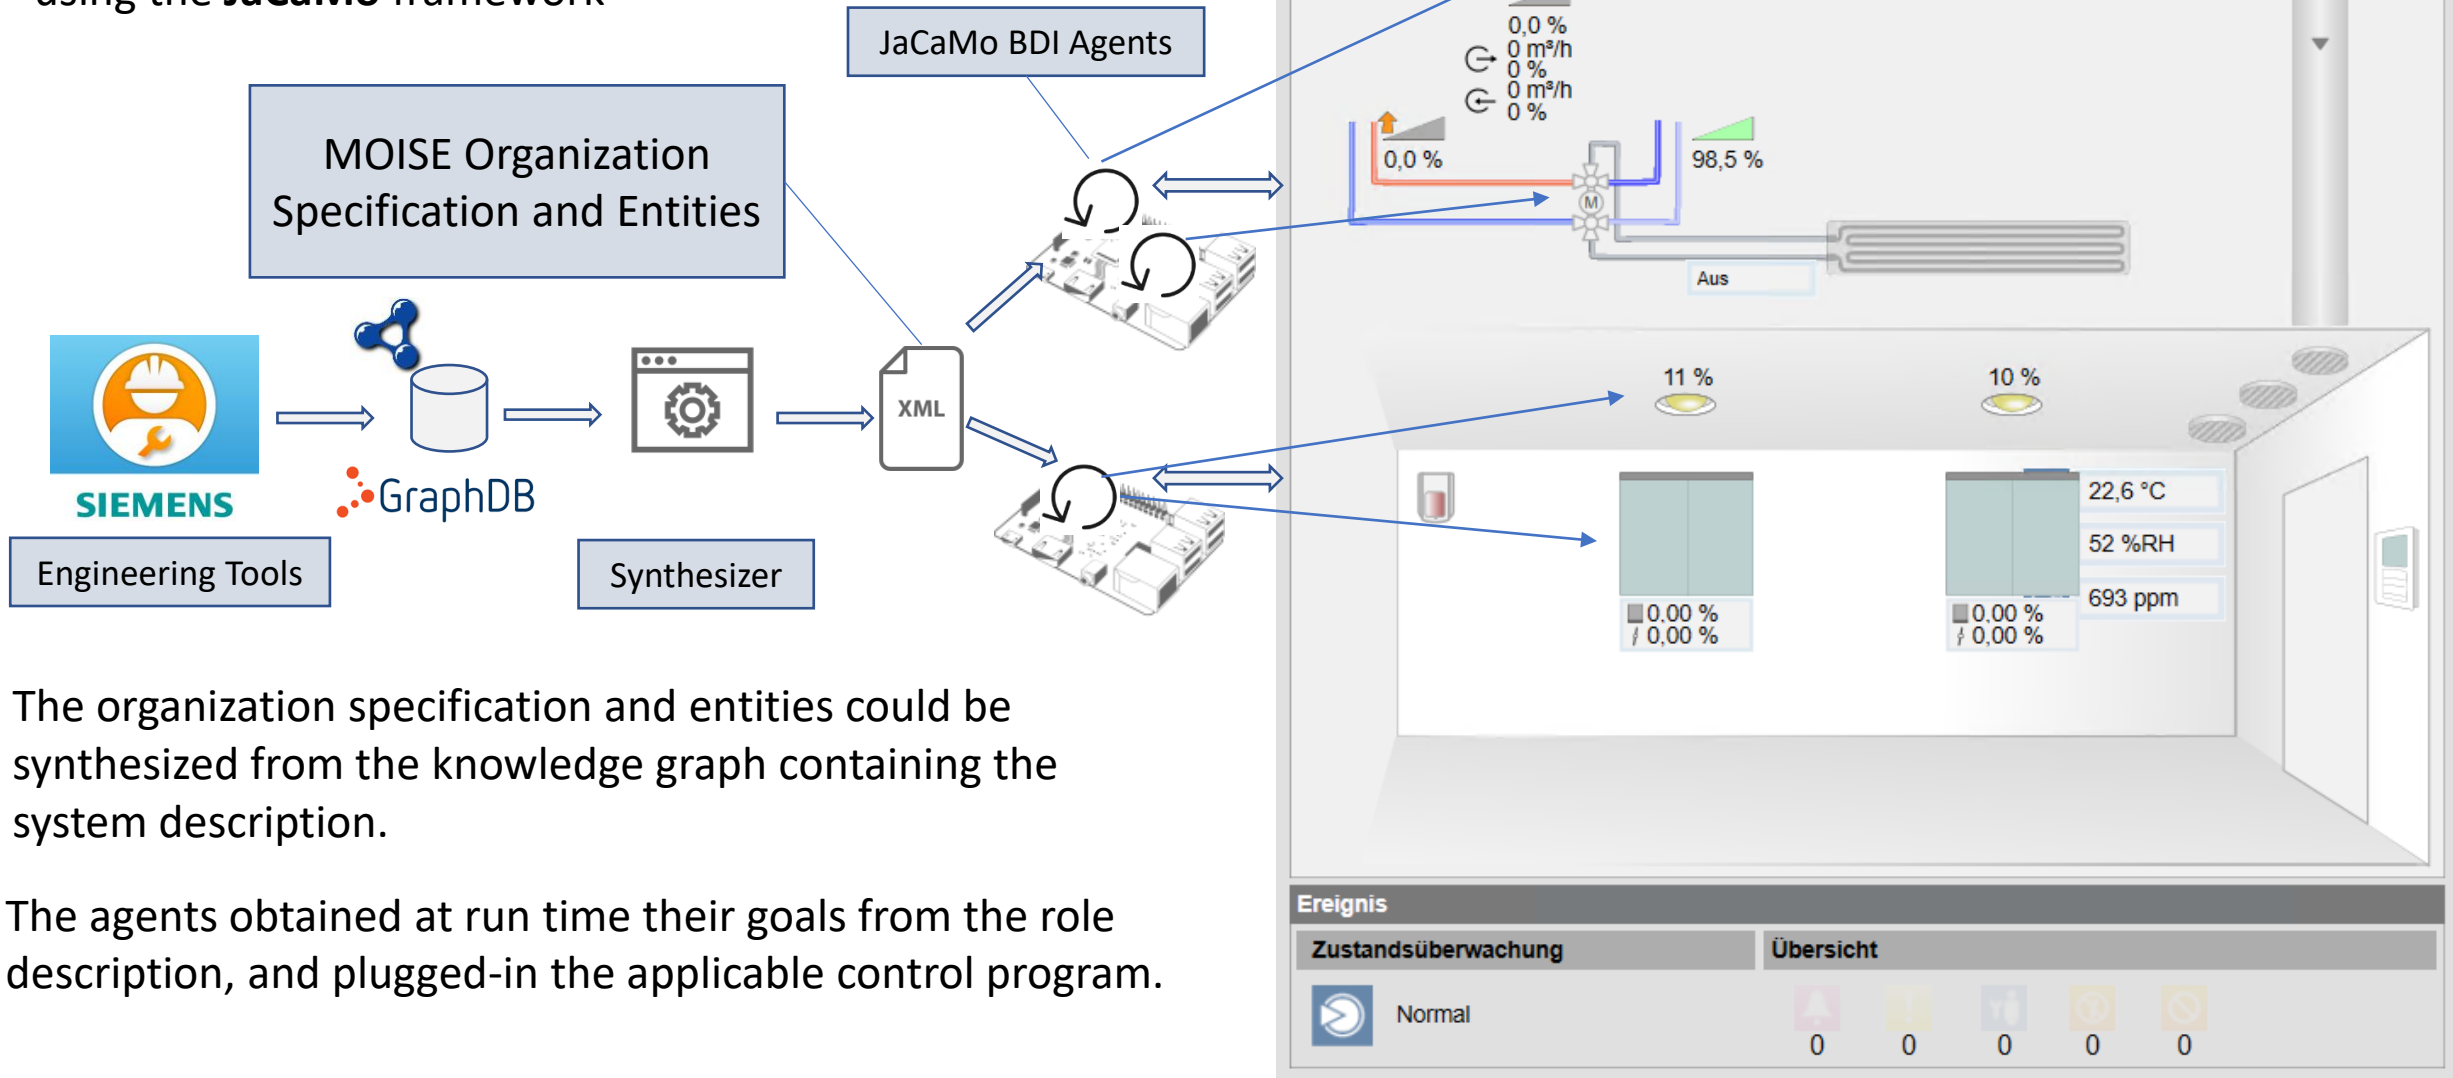 using the JaCaMo framework
JaCaMo BDI Agents
MOISE Organization
Specification and Entities
XML
SIEMENS
GraphDB
Engineering Tools
Synthesizer
The organization specification and entities could be
synthesized from the knowledge graph containing the
system description.
The agents obtained at run time their goals from the role
description, and plugged-in the applicable control program.
0,0 %
0 m³/h
0 %
0 m³/h
0 %
0,0 %
98,5 %
M
Aus
11 %
10 %
22,6 °C
52 %RH
693 ppm
0,00 %
0,00 %
0,00 %
0,00 %
Ereignis
Zustandsüberwachung
Übersicht
Normal
0 0 0 0 0